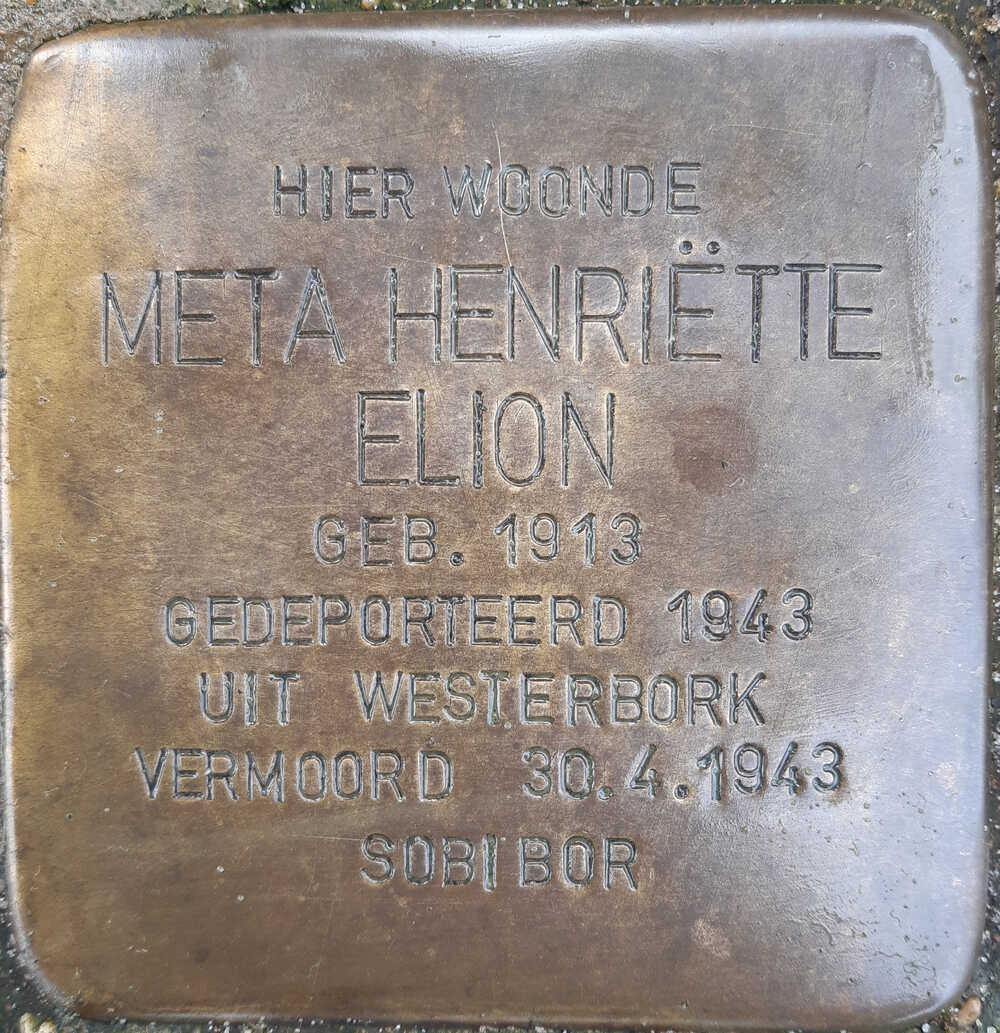 HIER WOONDE
META HENRIËTTE
ELION
GEB. 1913
GEDEPORTEERD 1943
UIT WESTERBORK
VERMOORD 30.4.1943
SOBIBOR